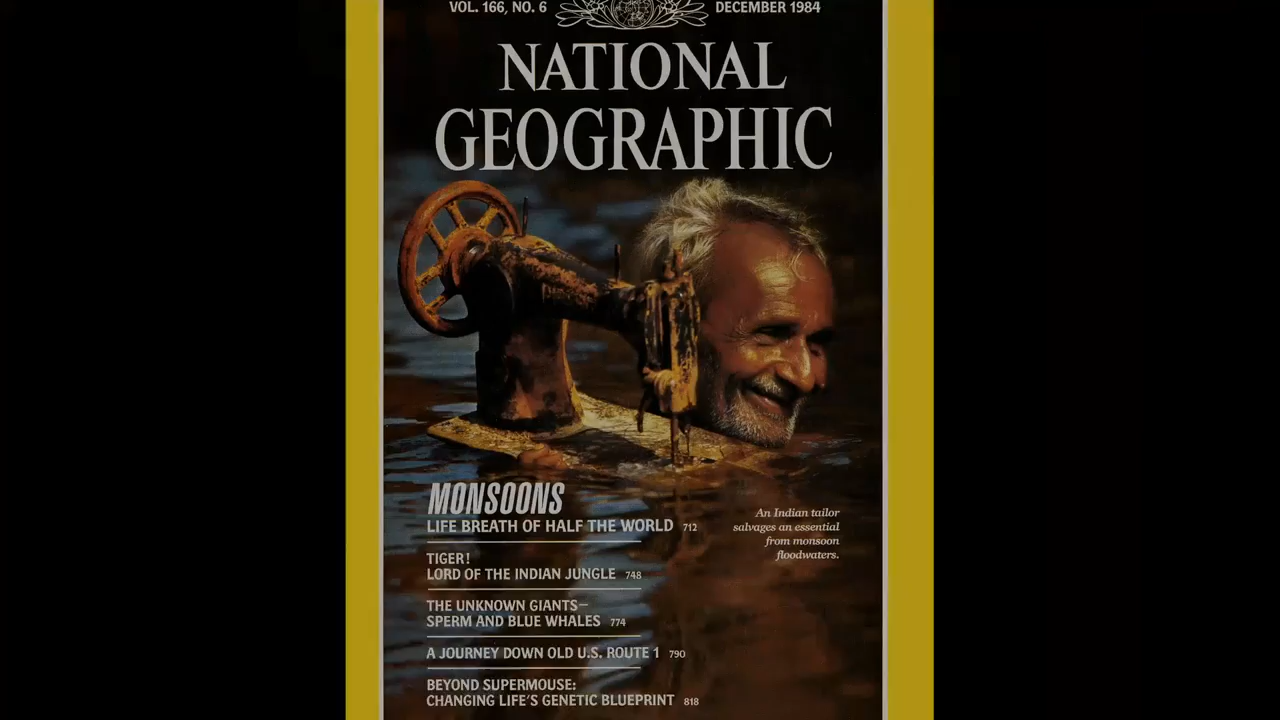 VOL. 166, NO. 6
DECEMBER 1984
NATIONAL
GEOGRAPHIC
MONSOONS
LIFE BREATH OF HALF THE WORLD 712
An Indian tailor
salvages an essential
from monsoon
floodwaters.
TIGER!
LORD OF THE INDIAN JUNGLE 748
THE UNKNOWN GIANTS—
SPERM AND BLUE WHALES 774
A JOURNEY DOWN OLD U.S. ROUTE 1 790
BEYOND SUPERMOUSE:
CHANGING LIFE'S GENETIC BLUEPRINT 818